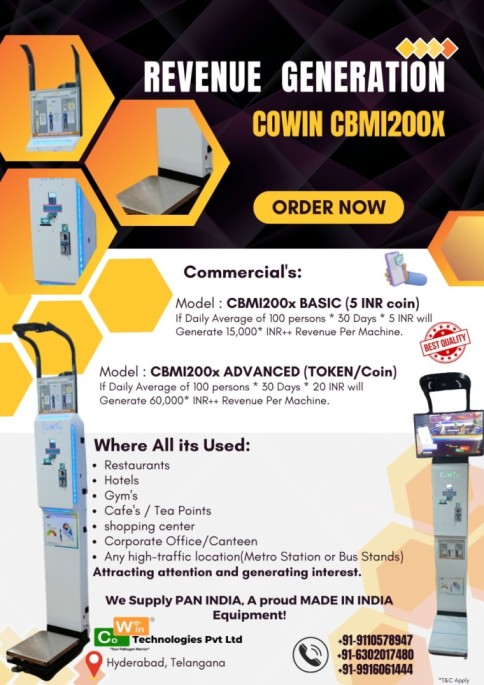 REVENUE GENERATION
COWIN CBMI200X
ORDER NOW
Commercial's:
Model : CBMI200x BASIC (5 INR coin)
If Daily Average of 100 persons * 30 Days * 5 INR will
Generate 15,000* INR++ Revenue Per Machine.
BEST QUALITY
Model : CBMI200x ADVANCED (TOKEN/Coin)
If Daily Average of 100 persons * 30 Days * 20 INR will
Generate 60,000* INR++ Revenue Per Machine.
Where All its Used:
• Restaurants
• Hotels
• Gym's
• Cafe's / Tea Points
• shopping center
• Corporate Office/Canteen
• Any high-traffic location(Metro Station or Bus Stands)
Attracting attention and generating interest.
We Supply PAN INDIA, A proud MADE IN INDIA
Equipment!
Win
Co Technologies Pvt Ltd
Hyderabad, Telangana
+91-9110578947
+91-6302017480
+91-9916061444
*T&C Apply